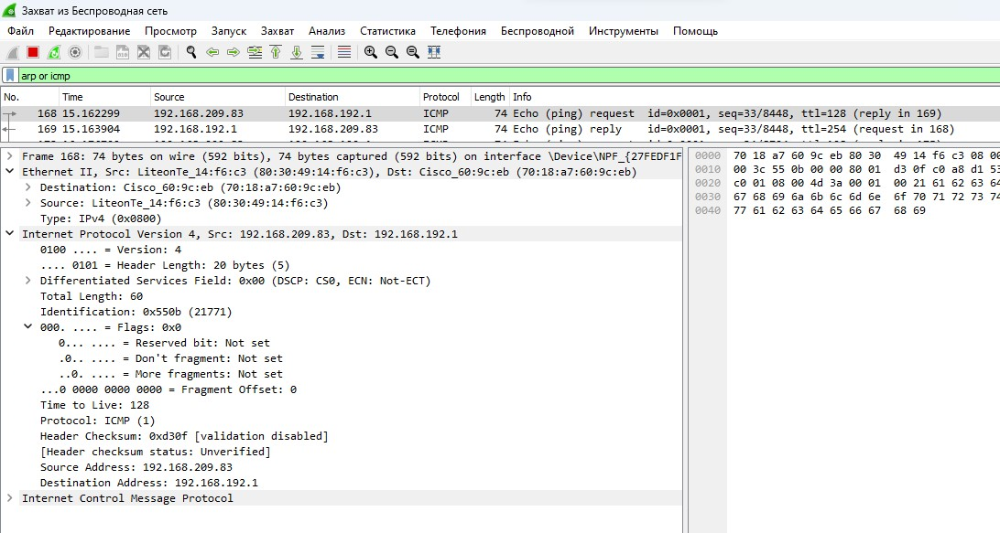 Захват из Беспроводная сеть
Файл Редактирование Просмотр Запуск Захват Анализ Статистика Телефония Беспроводной Инструменты Помощь
arp or icmp
No. Time Source Destination Protocol Length Info
168 15.162299 192.168.209.83 192.168.192.1 ICMP 74 Echo (ping) request id=0x0001, seq=33/8448, ttl=128 (reply in 169)
169 15.163904 192.168.192.1 192.168.209.83 ICMP 74 Echo (ping) reply id=0x0001, seq=33/8448, ttl=254 (request in 168)
Frame 168: 74 bytes on wire (592 bits), 74 bytes captured (592 bits) on interface \Device\NPF_{27FEDF1F
Ethernet II, Src: LiteonTe_14:f6:c3 (80:30:49:14:f6:c3), Dst: Cisco_60:9c:eb (70:18:a7:60:9c:eb)
Destination: Cisco_60:9c:eb (70:18:a7:60:9c:eb)
Source: LiteonTe_14:f6:c3 (80:30:49:14:f6:c3)
Type: IPv4 (0x0800)
Internet Protocol Version 4, Src: 192.168.209.83, Dst: 192.168.192.1
0100 .... = Version: 4
.... 0101 = Header Length: 20 bytes (5)
Differentiated Services Field: 0x00 (DSCP: CS0, ECN: Not-ECT)
Total Length: 60
Identification: 0x550b (21771)
000. .... = Flags: 0x0
0... .... = Reserved bit: Not set
.0.. .... = Don't fragment: Not set
..0. .... = More fragments: Not set
...0 0000 0000 0000 = Fragment Offset: 0
Time to Live: 128
Protocol: ICMP (1)
Header Checksum: 0xd30f [validation disabled]
[Header checksum status: Unverified]
Source Address: 192.168.209.83
Destination Address: 192.168.192.1
Internet Control Message Protocol
0000 70 18 a7 60 9c eb 80 30 49 14 f6 c3 08 00
0010 00 3c 55 0b 00 00 80 01 d3 0f c0 a8 d1 53
0020 c0 01 08 00 4d 3a 00 01 00 21 61 62 63 64
0030 67 68 69 6a 6b 6c 6d 6e 6f 70 71 72 73 74
0040 77 61 62 63 64 65 66 67 68 69